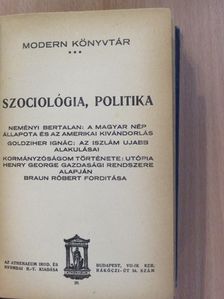 MODERN KÖNYVTÁR
SZOCIOLÓGIA, POLITIKA
NEMÉNYI BERTALAN: A MAGYAR NÉP
ÁLLAPOTA ÉS AZ AMERIKAI KIVÁNDORLÁS
GOLDZIHER IGNÁC: AZ ISZLÁM UJABB
ALAKULÁSAI
KORMÁNYZÓSÁGOM TÖRTÉNETE: UTÓPIA
HENRY GEORGE GAZDASÁGI RENDSZERE
ALAPJÁN
BRAUN RÓBERT FORDITÁSA
AZ ATHENAEUM IROD. ÉS
NYOMDAI R.-T. KIADÁSA
BUDAPEST, VII-IK KER.
RÁKÓCZI-ÚT 54. SZÁM